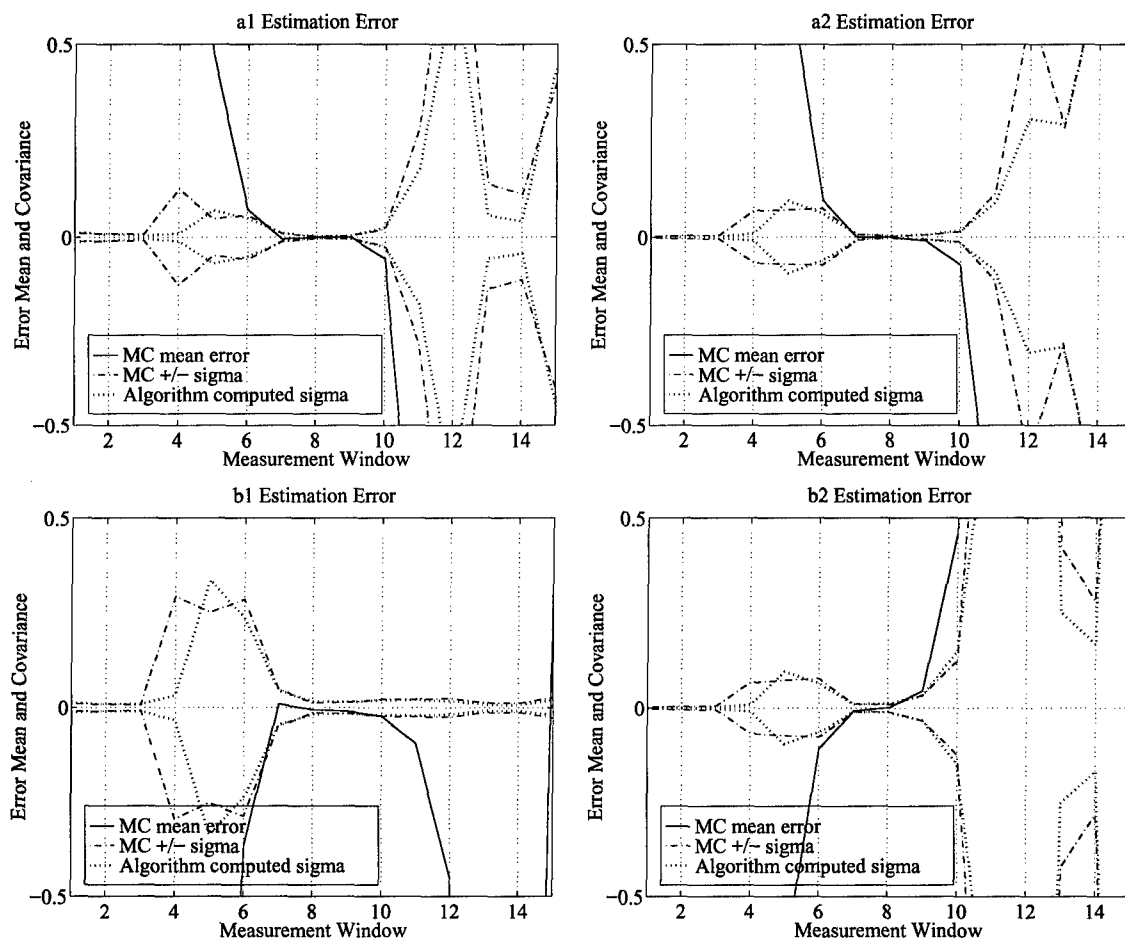 a1 Estimation Error
0.5
0
−0.5
Error Mean and Covariance
MC mean error
MC +/− sigma
Algorithm computed sigma
2 4 6 8 10 12 14
Measurement Window
a2 Estimation Error
0.5
0
−0.5
Error Mean and Covariance
MC mean error
MC +/− sigma
Algorithm computed sigma
2 4 6 8 10 12 14
Measurement Window
b1 Estimation Error
0.5
0
−0.5
Error Mean and Covariance
MC mean error
MC +/− sigma
Algorithm computed sigma
2 4 6 8 10 12 14
Measurement Window
b2 Estimation Error
0.5
0
−0.5
Error Mean and Covariance
MC mean error
MC +/− sigma
Algorithm computed sigma
2 4 6 8 10 12 14
Measurement Window